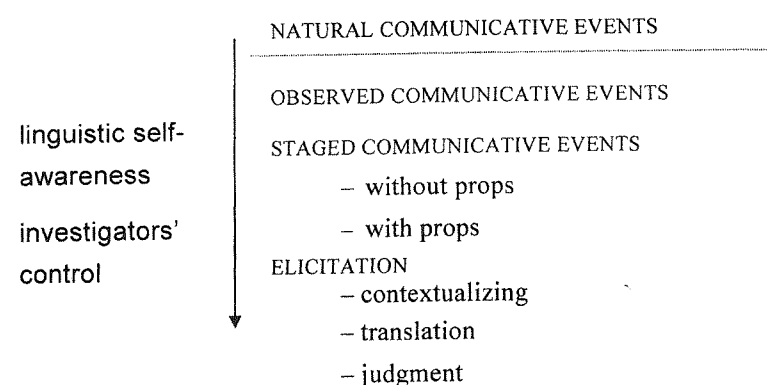 NATURAL COMMUNICATIVE EVENTS
OBSERVED COMMUNICATIVE EVENTS
linguistic self-
awareness
investigators'
control
STAGED COMMUNICATIVE EVENTS
– without props
– with props
ELICITATION
– contextualizing
– translation
– judgment